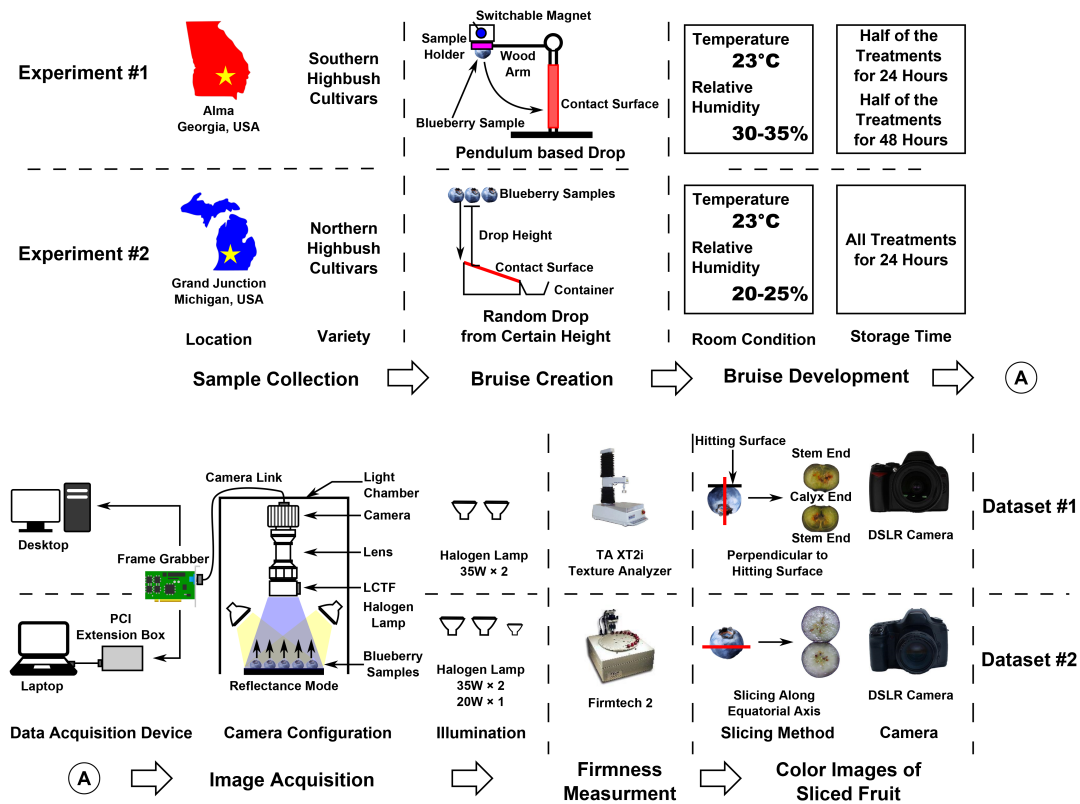 Experiment #1
Alma
Georgia, USA
Southern
Highbush
Cultivars
Switchable Magnet
Sample
Holder
Wood
Arm
Contact Surface
Blueberry Sample
Pendulum based Drop
Temperature
23°C
Relative
Humidity
30-35%
Half of the
Treatments
for 24 Hours
Half of the
Treatments
for 48 Hours
Experiment #2
Grand Junction
Michigan, USA
Northern
Highbush
Cultivars
Blueberry Samples
Drop Height
Contact Surface
Container
Random Drop
from Certain Height
Temperature
23°C
Relative
Humidity
20-25%
All Treatments
for 24 Hours
Location
Variety
Room Condition
Storage Time
Sample Collection
Bruise Creation
Bruise Development
A
Desktop
Frame Grabber
PCI
Extension Box
Laptop
Camera Link
Light
Chamber
Camera
Lens
LCTF
Halogen
Lamp
Blueberry
Samples
Reflectance Mode
Halogen Lamp
35W × 2
Halogen Lamp
35W × 2
20W × 1
TA XT2i
Texture Analyzer
Firmtech 2
Hitting Surface
Stem End
Calyx End
Stem End
Perpendicular to
Hitting Surface
DSLR Camera
Dataset #1
Slicing Along
Equatorial Axis
DSLR Camera
Dataset #2
Data Acquisition Device
Camera Configuration
Illumination
Slicing Method
Camera
A
Image Acquisition
Firmness
Measurment
Color Images of
Sliced Fruit